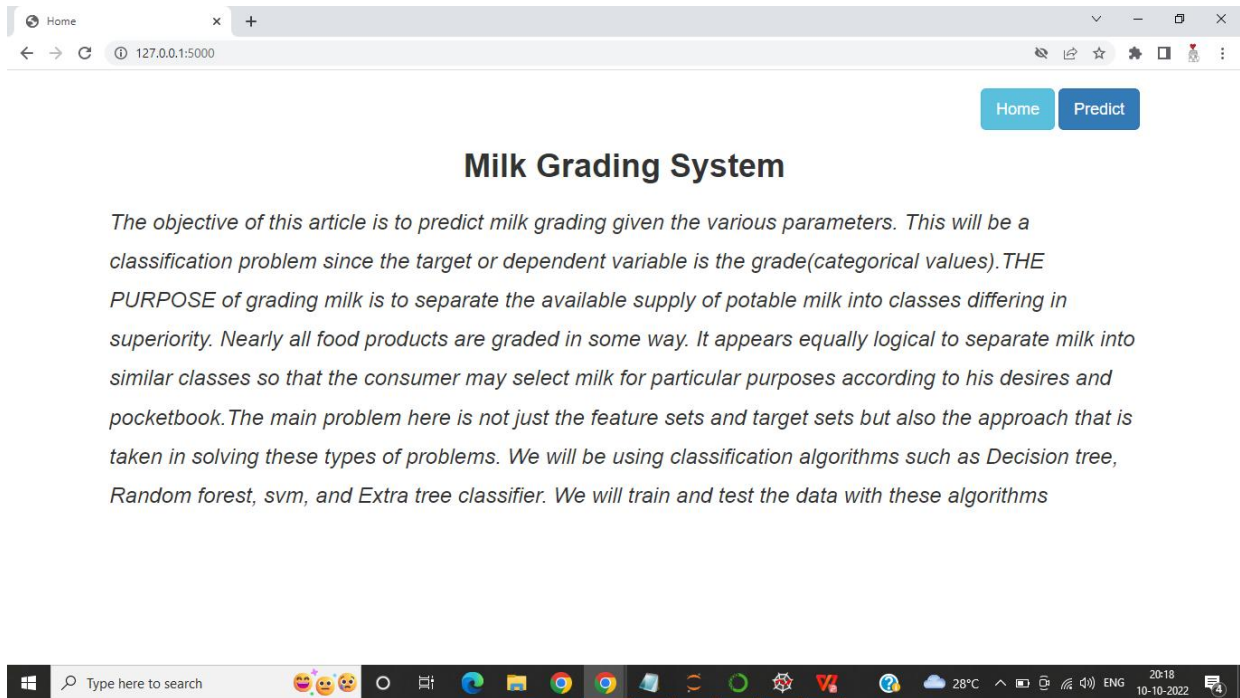 Home
127.0.0.1:5000
Home Predict
Milk Grading System
The objective of this article is to predict milk grading given the various parameters. This will be a
classification problem since the target or dependent variable is the grade(categorical values).THE
PURPOSE of grading milk is to separate the available supply of potable milk into classes differing in
superiority. Nearly all food products are graded in some way. It appears equally logical to separate milk into
similar classes so that the consumer may select milk for particular purposes according to his desires and
pocketbook.The main problem here is not just the feature sets and target sets but also the approach that is
taken in solving these types of problems. We will be using classification algorithms such as Decision tree,
Random forest, svm, and Extra tree classifier. We will train and test the data with these algorithms
Type here to search 28°C ENG 20:18
10-10-2022 4